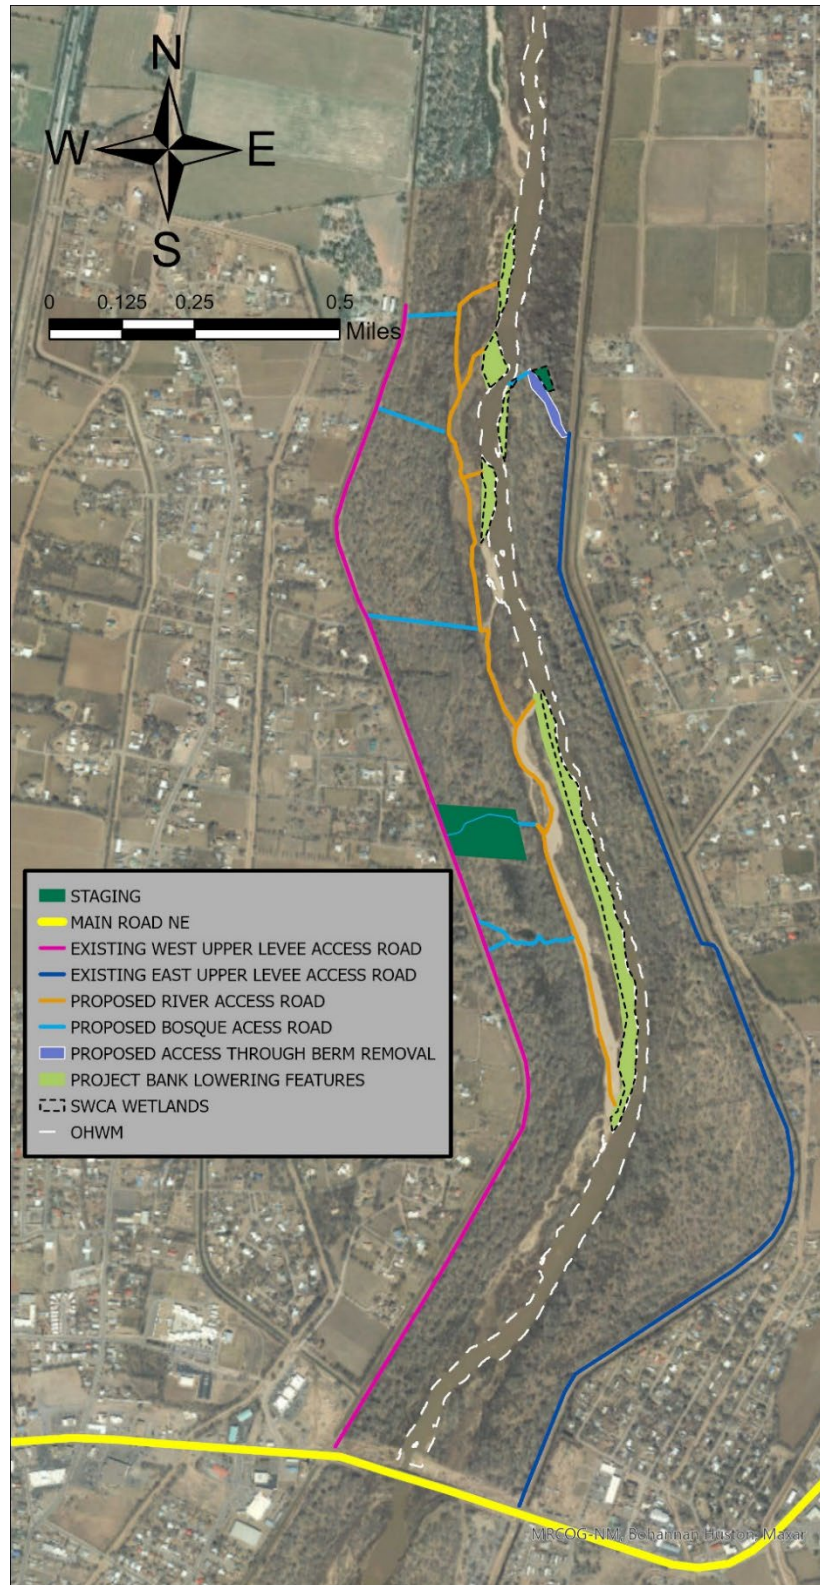 N
W E
S
0 0.125 0.25 0.5
Miles
STAGING
MAIN ROAD NE
EXISTING WEST UPPER LEVEE ACCESS ROAD
EXISTING EAST UPPER LEVEE ACCESS ROAD
PROPOSED RIVER ACCESS ROAD
PROPOSED BOSQUE ACESS ROAD
PROPOSED ACCESS THROUGH BERM REMOVAL
PROJECT BANK LOWERING FEATURES
SWCA WETLANDS
OHWM
MRCOG-NM, Bohannan Huston, Maxar